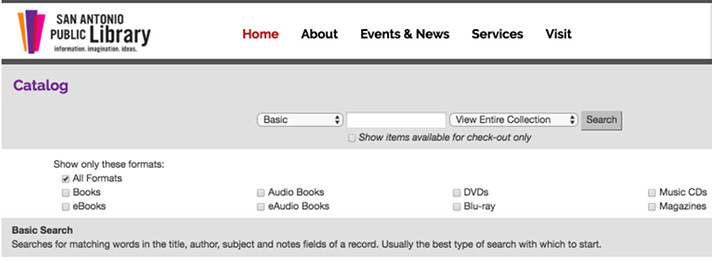 SAN ANTONIO
PUBLIC Library
information. imagination. ideas.
Home About Events & News Services Visit
Catalog
Basic View Entire Collection Search
Show items available for check-out only
Show only these formats:
All Formats
Books Audio Books DVDs Music CDs
eBooks eAudio Books Blu-ray Magazines
Basic Search
Searches for matching words in the title, author, subject and notes fields of a record. Usually the best type of search with which to start.